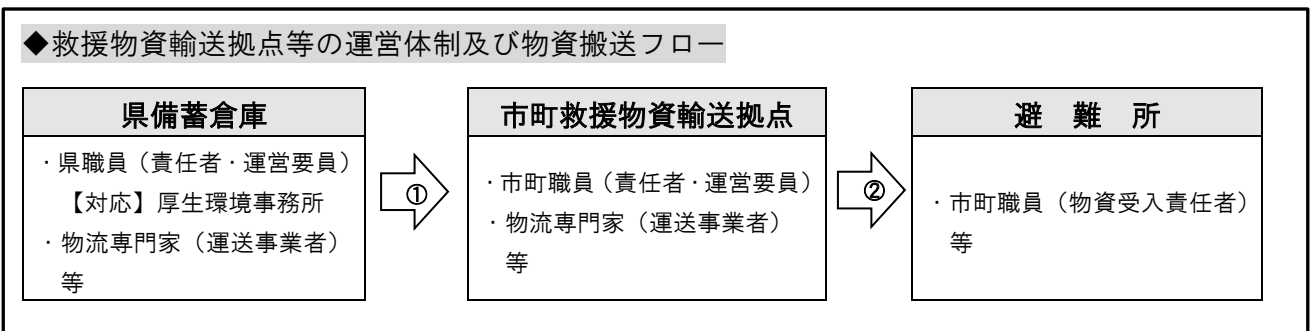 ◆救援物資輸送拠点等の運営体制及び物資搬送フロー
県備蓄倉庫
・県職員（責任者・運営要員）
【対応】厚生環境事務所
・物流専門家（運送事業者）
等
①
市町救援物資輸送拠点
・市町職員（責任者・運営要員）
・物流専門家（運送事業者）
等
②
避　難　所
・市町職員（物資受入責任者）
等